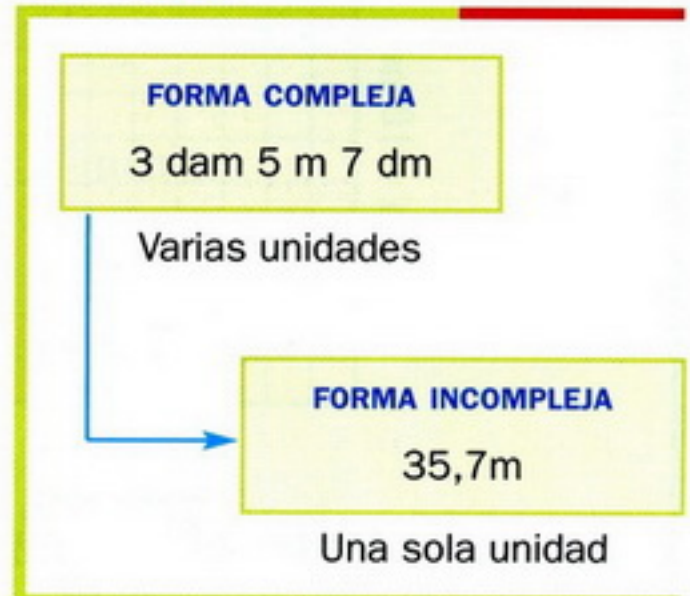 FORMA COMPLEJA
3 dam 5 m 7 dm
Varias unidades
FORMA INCOMPLEJA
35,7m
Una sola unidad